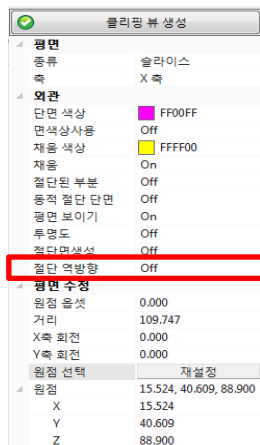 클리핑 뷰 생성
평면
종류 슬라이스
축 X 축
외관
단면 색상 FF00FF
면색상사용 Off
채움 색상 FFFF00
채움 On
절단된 부분 Off
동적 절단 단면 Off
평면 보이기 On
투명도 Off
절단면생성 Off
절단 역방향 Off
평면 수정
원점 옵셋 0.000
거리 109.747
X축 회전 0.000
Y축 회전 0.000
원점 선택 재설정
원점 15.524, 40.609, 88.900
X 15.524
Y 40.609
Z 88.900